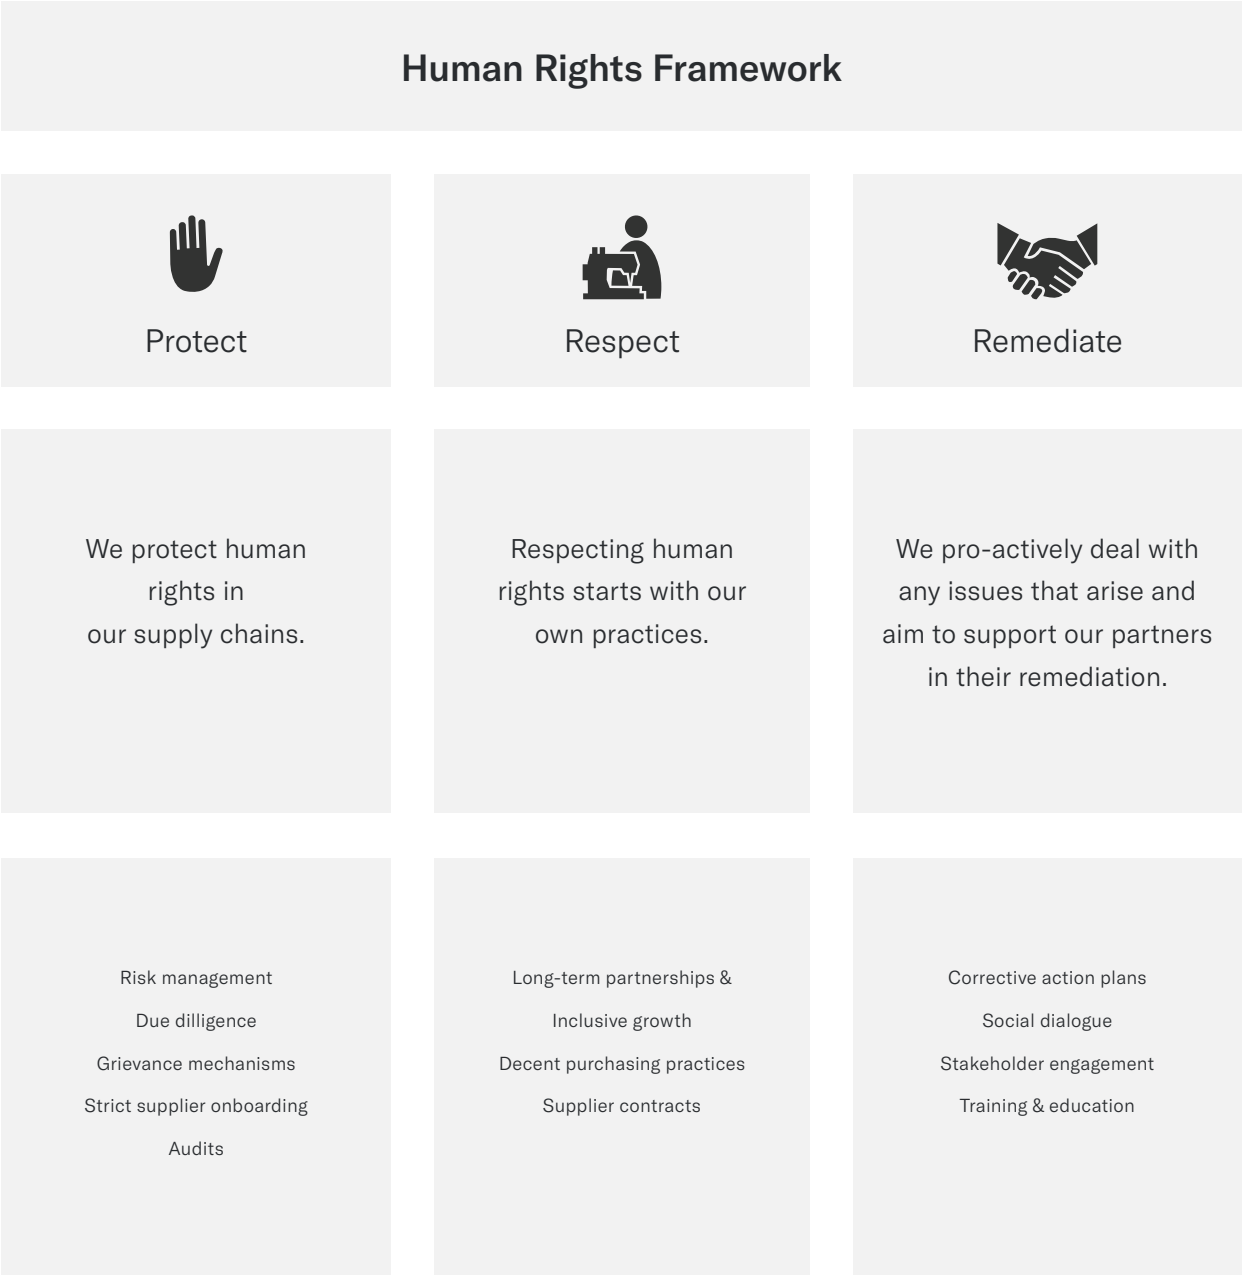 Human Rights Framework
Protect
Respect
Remediate
We protect human
rights in
our supply chains.
Respecting human
rights starts with our
own practices.
We pro-actively deal with
any issues that arise and
aim to support our partners
in their remediation.
Risk management
Due dilligence
Grievance mechanisms
Strict supplier onboarding
Audits
Long-term partnerships &
Inclusive growth
Decent purchasing practices
Supplier contracts
Corrective action plans
Social dialogue
Stakeholder engagement
Training & education